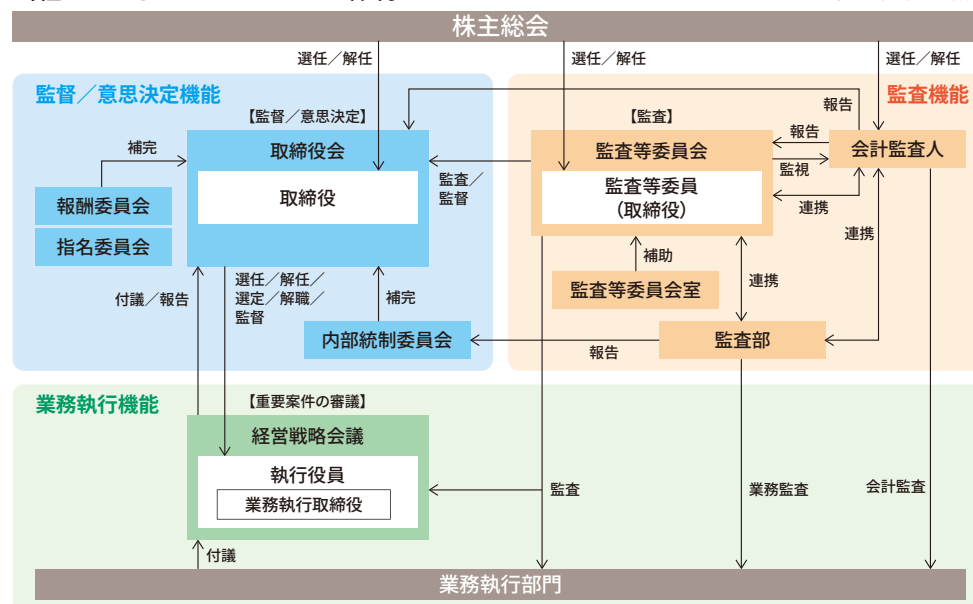 株主総会
選任／解任
選任／解任
選任／解任
監督／意思決定機能
監査機能
【監督／意思決定】
【監査】
報告
取締役会
取締役
補完
報酬委員会
指名委員会
監査／
監督
監査等委員会
監査等委員
（取締役）
報告
監視
会計監査人
連携
連携
補助
監査等委員会室
連携
付議／報告
選任／解任／
選定／解職／
監督
補完
内部統制委員会
報告
監査部
業務執行機能
【重要案件の審議】
経営戦略会議
執行役員
業務執行取締役
監査
業務監査
会計監査
付議
業務執行部門